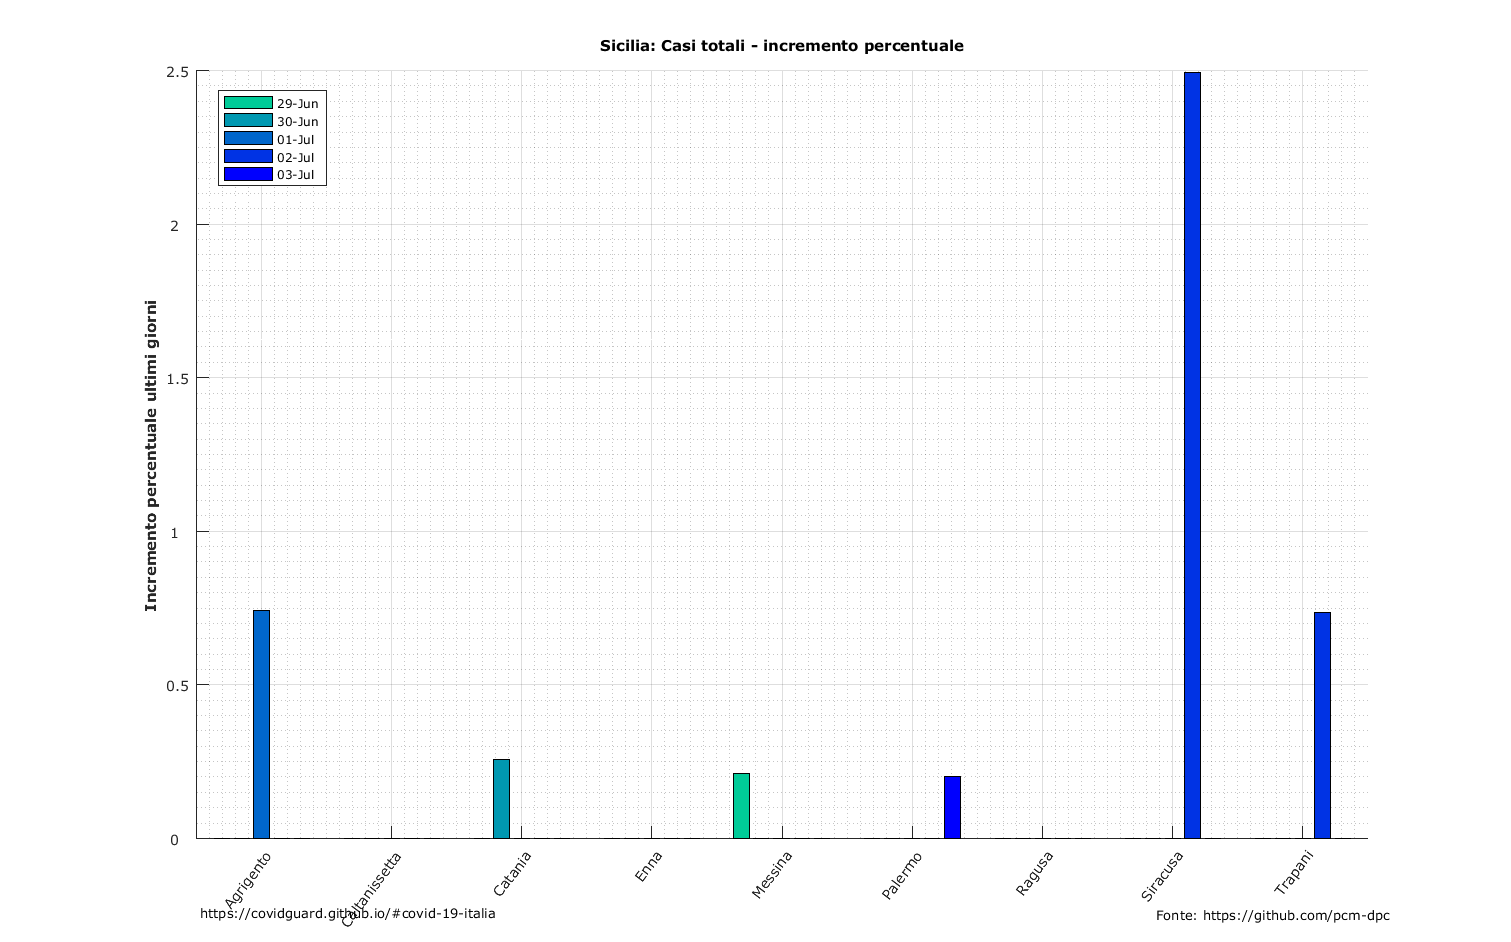 Sicilia: Casi totali - incremento percentuale
2.5
2
1.5
1
0.5
0
Incremento percentuale ultimi giorni
29-Jun
30-Jun
01-Jul
02-Jul
03-Jul
Agrigento
Caltanissetta
Catania
Enna
Messina
Palermo
Ragusa
Siracusa
Trapani
https://covidguard.github.io/#covid-19-italia
Fonte: https://github.com/pcm-dpc